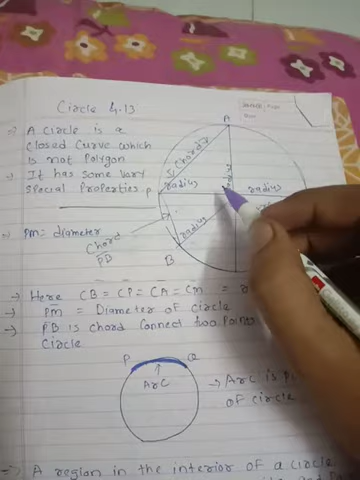 Circle 4.13
A
=> A circle is a
closed curve which
is not polygon
=> It has some vary
special Properties.
chord
radius
P
radius
radius
=> PM = diameter
radius
Chord
PB
B
-> Here CB = CP = CA = CM =
-> PM = Diameter of circle
-> PB is chord connect two Points
Circle
P
Q
ArC
-> ArC is P
of circle
=> A region in the interior of a circle